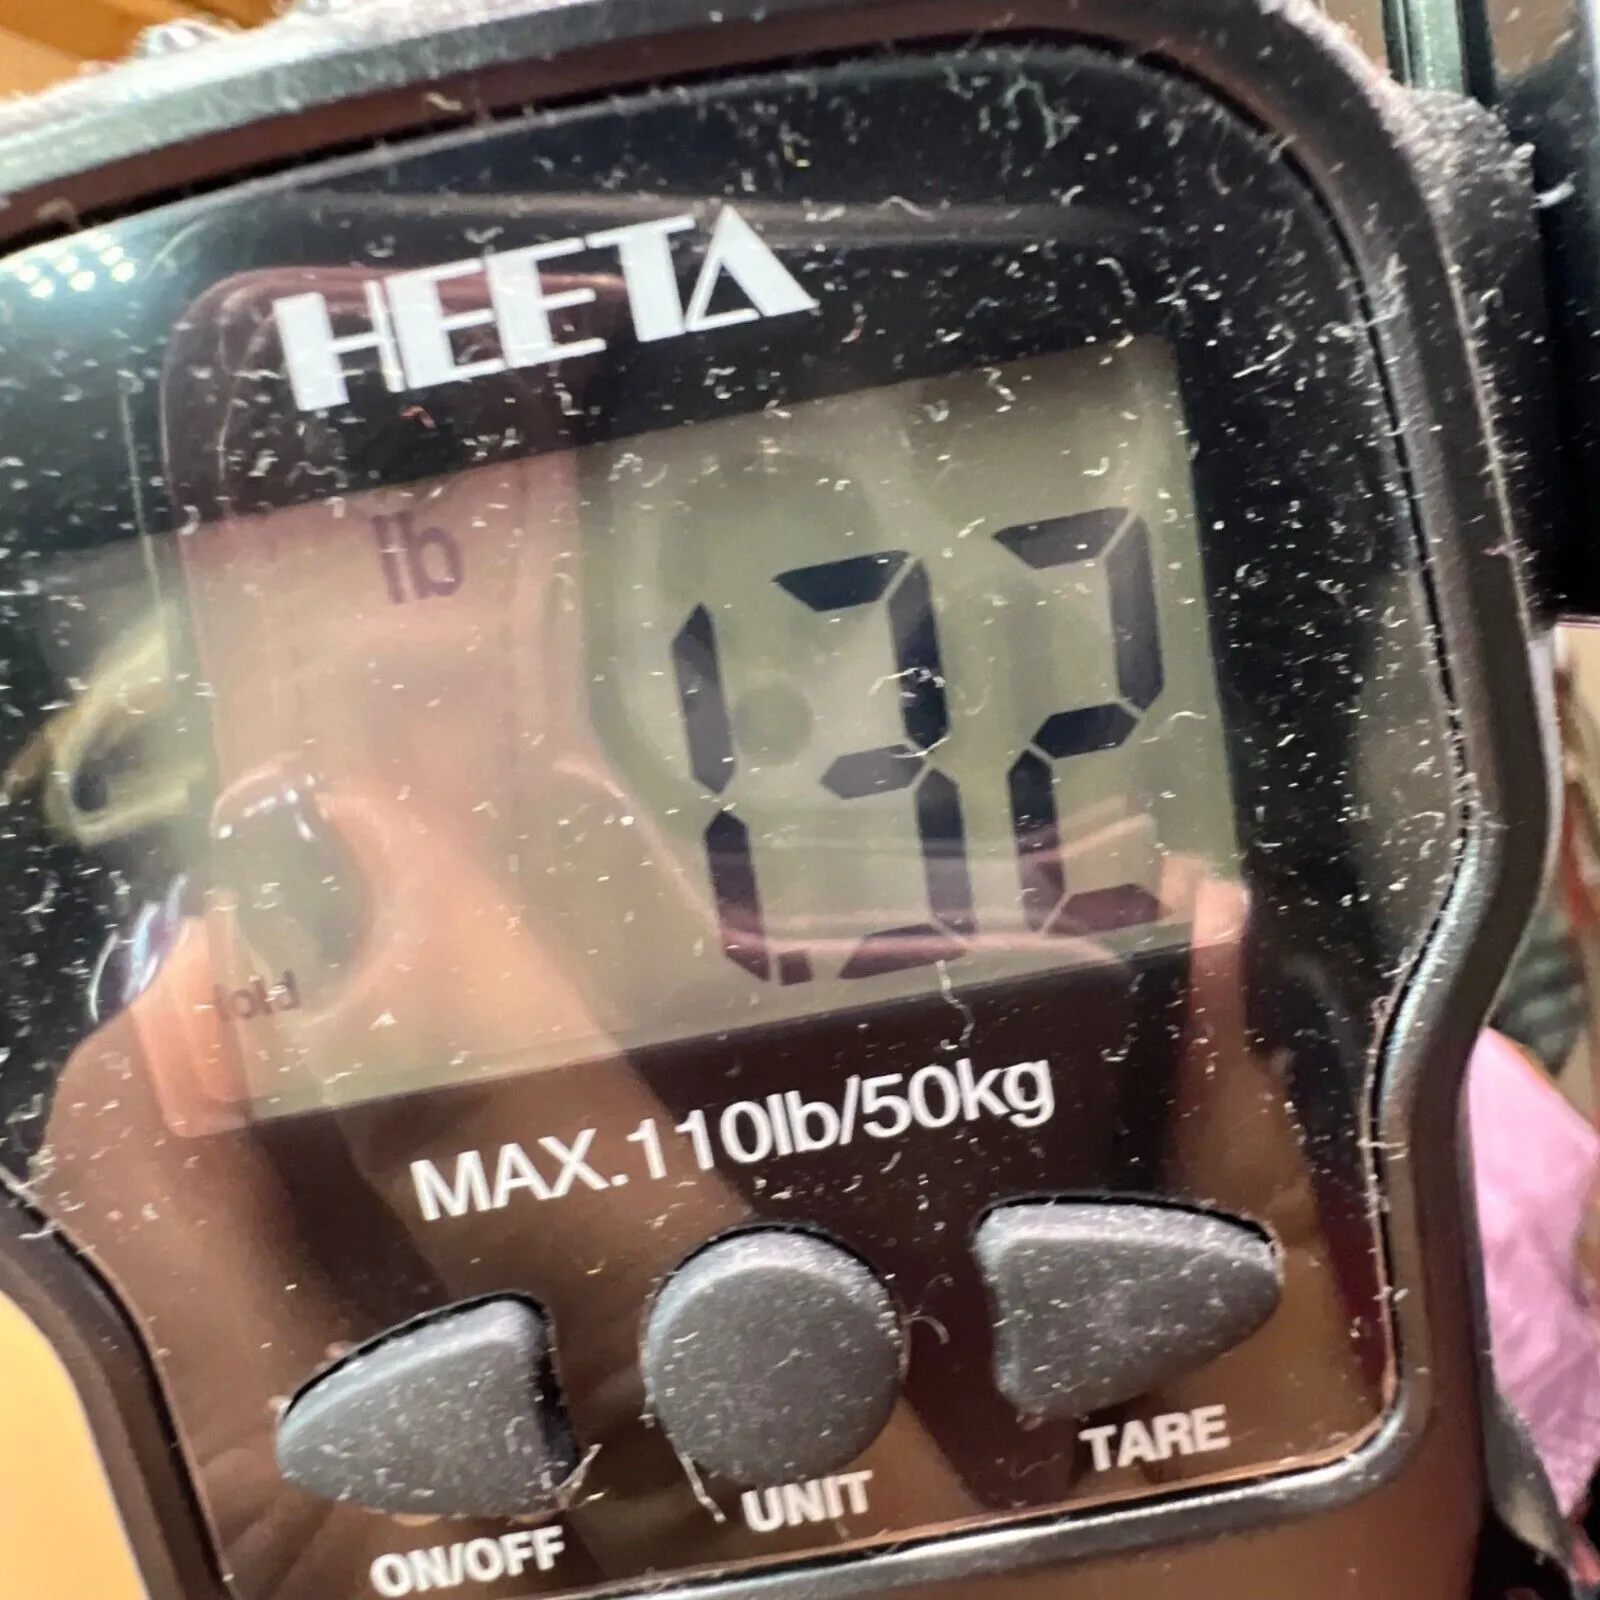 HEETA
lb
1.32
Hold
MAX.110lb/50kg
ON/OFF
UNIT
TARE